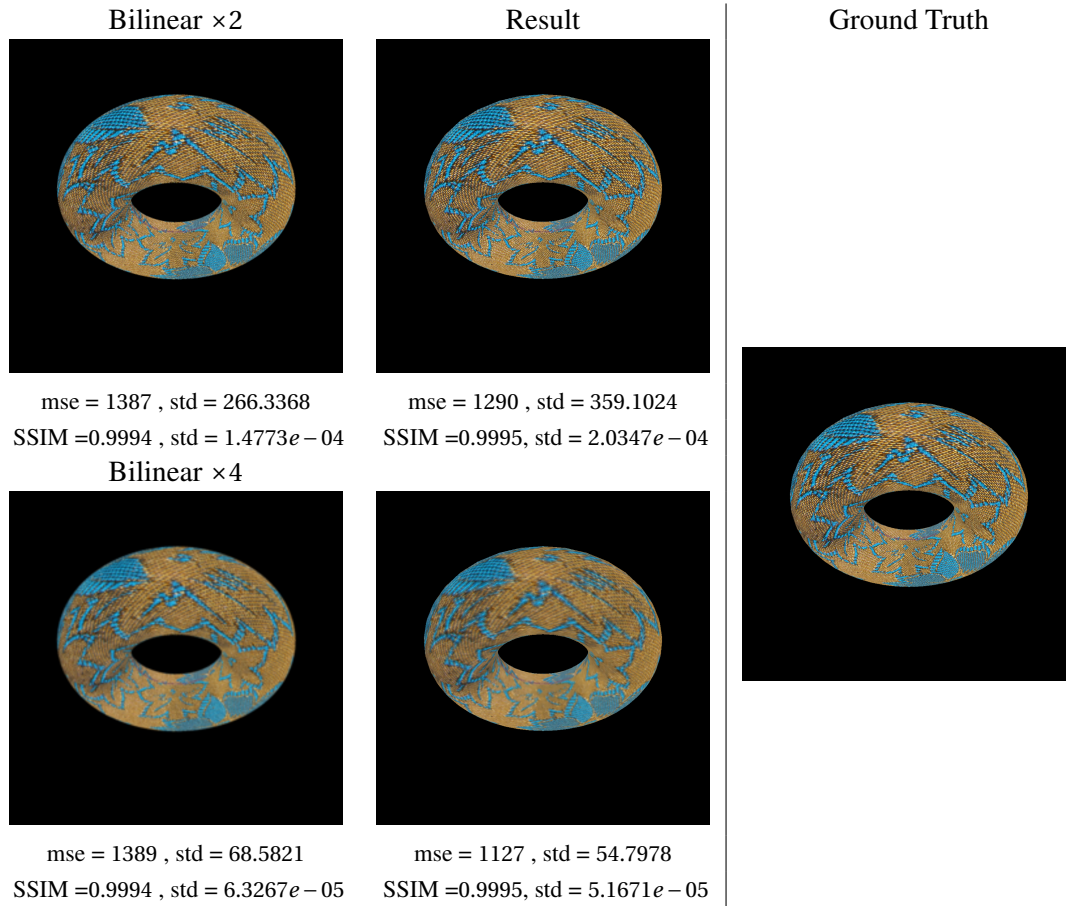 Bilinear ×2
Result
Ground Truth
mse = 1387 , std = 266.3368
SSIM =0.9994 , std = 1.4773e − 04
mse = 1290 , std = 359.1024
SSIM =0.9995, std = 2.0347e − 04
Bilinear ×4
mse = 1389 , std = 68.5821
SSIM =0.9994 , std = 6.3267e − 05
mse = 1127 , std = 54.7978
SSIM =0.9995, std = 5.1671e − 05